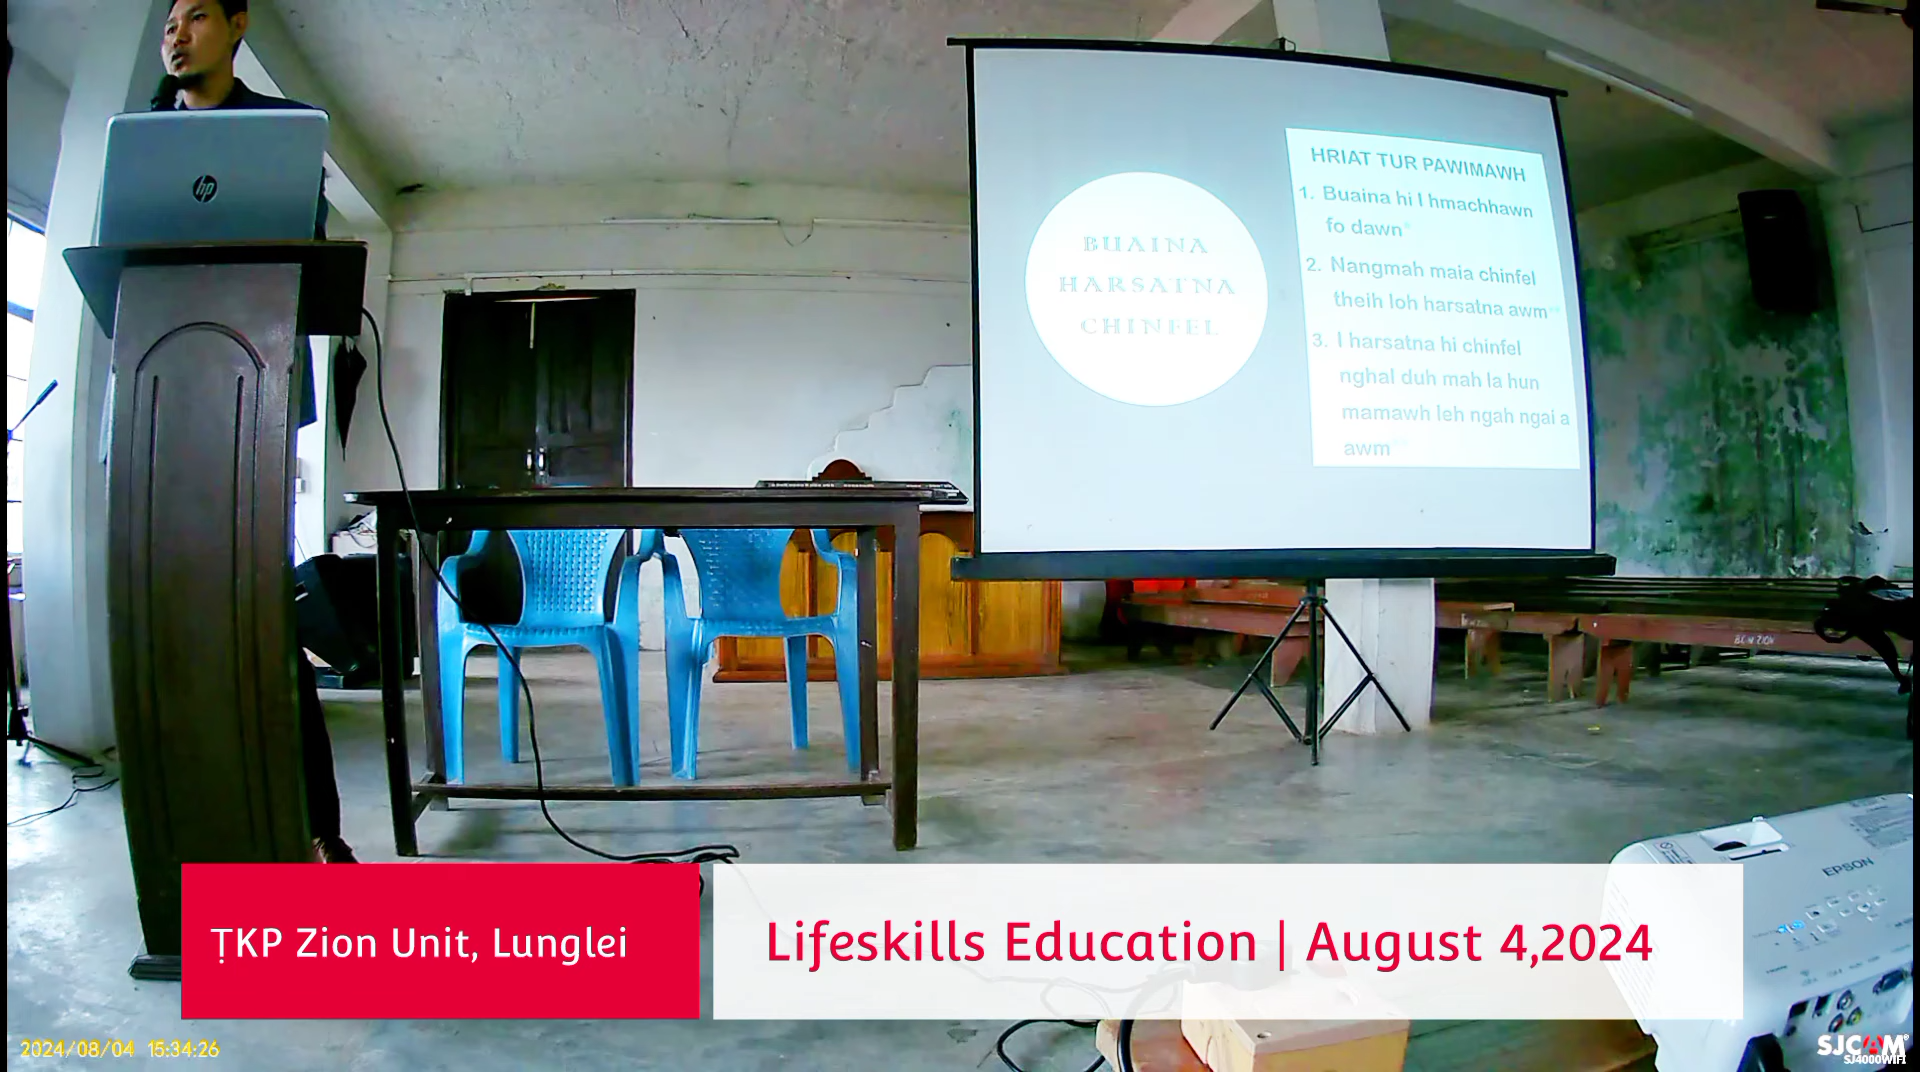 hp
BUAINA
HARSATNA
CHINFEL
HRIAT TUR PAWIMAWH
1. Buaina hi I hmachhawn
fo dawn
2. Nangmah maia chinfel
theih loh harsatna awm
3. I harsatna hi chinfel
nghal duh mah la hun
mamawh leh ngah ngai a
awm
EPSON
ṬKP Zion Unit, Lunglei
Lifeskills Education | August 4,2024
2024/08/04 15:34:26
SJCAM
SJ4000WIFI